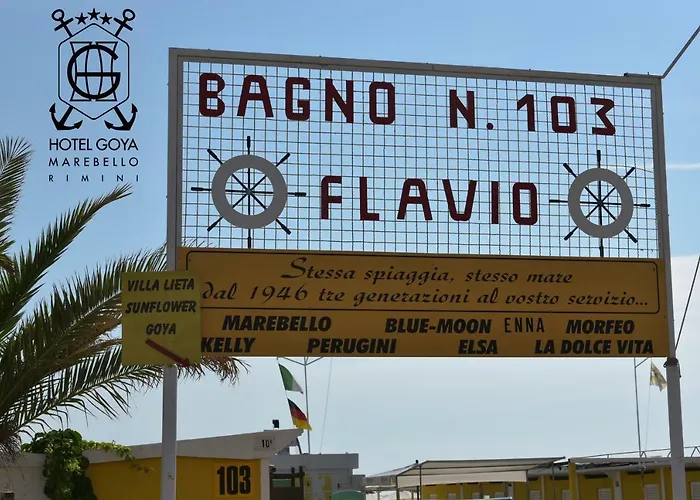 HOTEL GOYA
MAREBELLO
RIMINI
BAGNO N. 103
FLAVIO
Stessa spiaggia, stesso mare
dal 1946 tre generazioni al vostro servizio...
MAREBELLO BLUE-MOON ENNA MORFEO
KELLY PERUGINI ELSA LA DOLCE VITA
VILLA LIETA
SUNFLOWER
GOYA
103